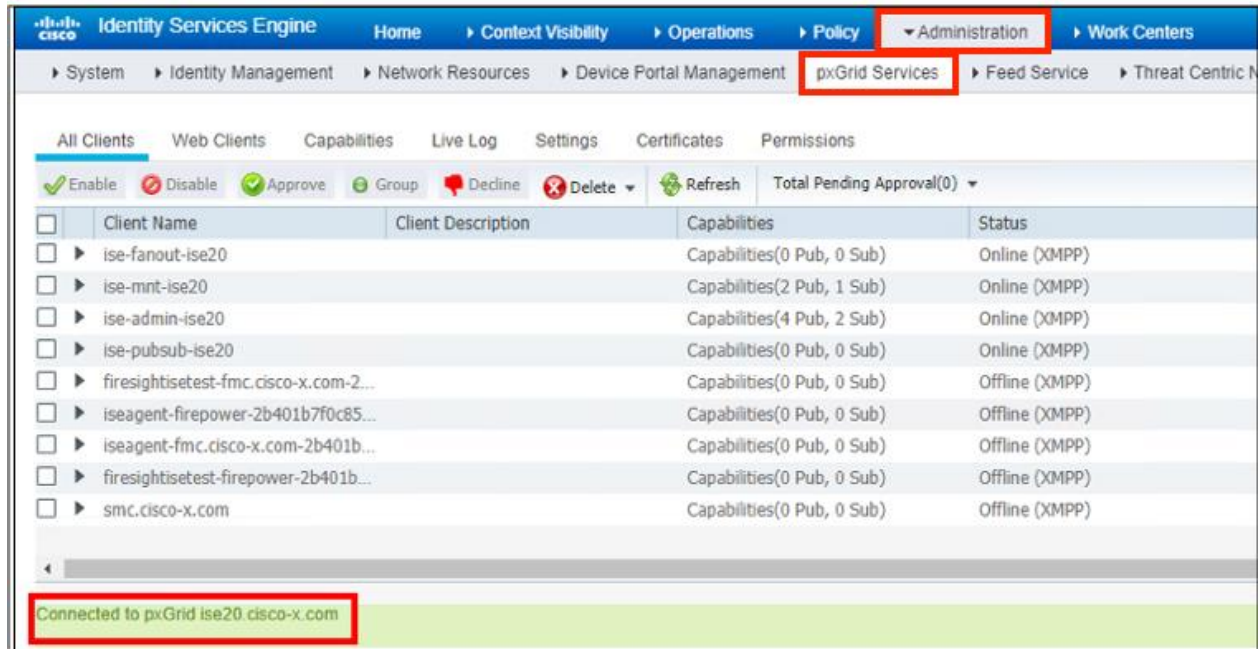 cisco Identity Services Engine Home Context Visibility Operations Policy Administration Work Centers
System Identity Management Network Resources Device Portal Management pxGrid Services Feed Service Threat Centric N
All Clients Web Clients Capabilities Live Log Settings Certificates Permissions
Enable Disable Approve Group Decline Delete Refresh Total Pending Approval(0)
Client Name Client Description Capabilities Status
ise-fanout-ise20 Capabilities(0 Pub, 0 Sub) Online (XMPP)
ise-mnt-ise20 Capabilities(2 Pub, 1 Sub) Online (XMPP)
ise-admin-ise20 Capabilities(4 Pub, 2 Sub) Online (XMPP)
ise-pubsub-ise20 Capabilities(0 Pub, 0 Sub) Online (XMPP)
firesightisetest-fmc.cisco-x.com-2... Capabilities(0 Pub, 0 Sub) Offline (XMPP)
iseagent-firepower-2b401b7f0c85... Capabilities(0 Pub, 0 Sub) Offline (XMPP)
iseagent-fmc.cisco-x.com-2b401b... Capabilities(0 Pub, 0 Sub) Offline (XMPP)
firesightisetest-firepower-2b401b... Capabilities(0 Pub, 0 Sub) Offline (XMPP)
smc.cisco-x.com Capabilities(0 Pub, 0 Sub) Offline (XMPP)
Connected to pxGrid ise20.cisco-x.com